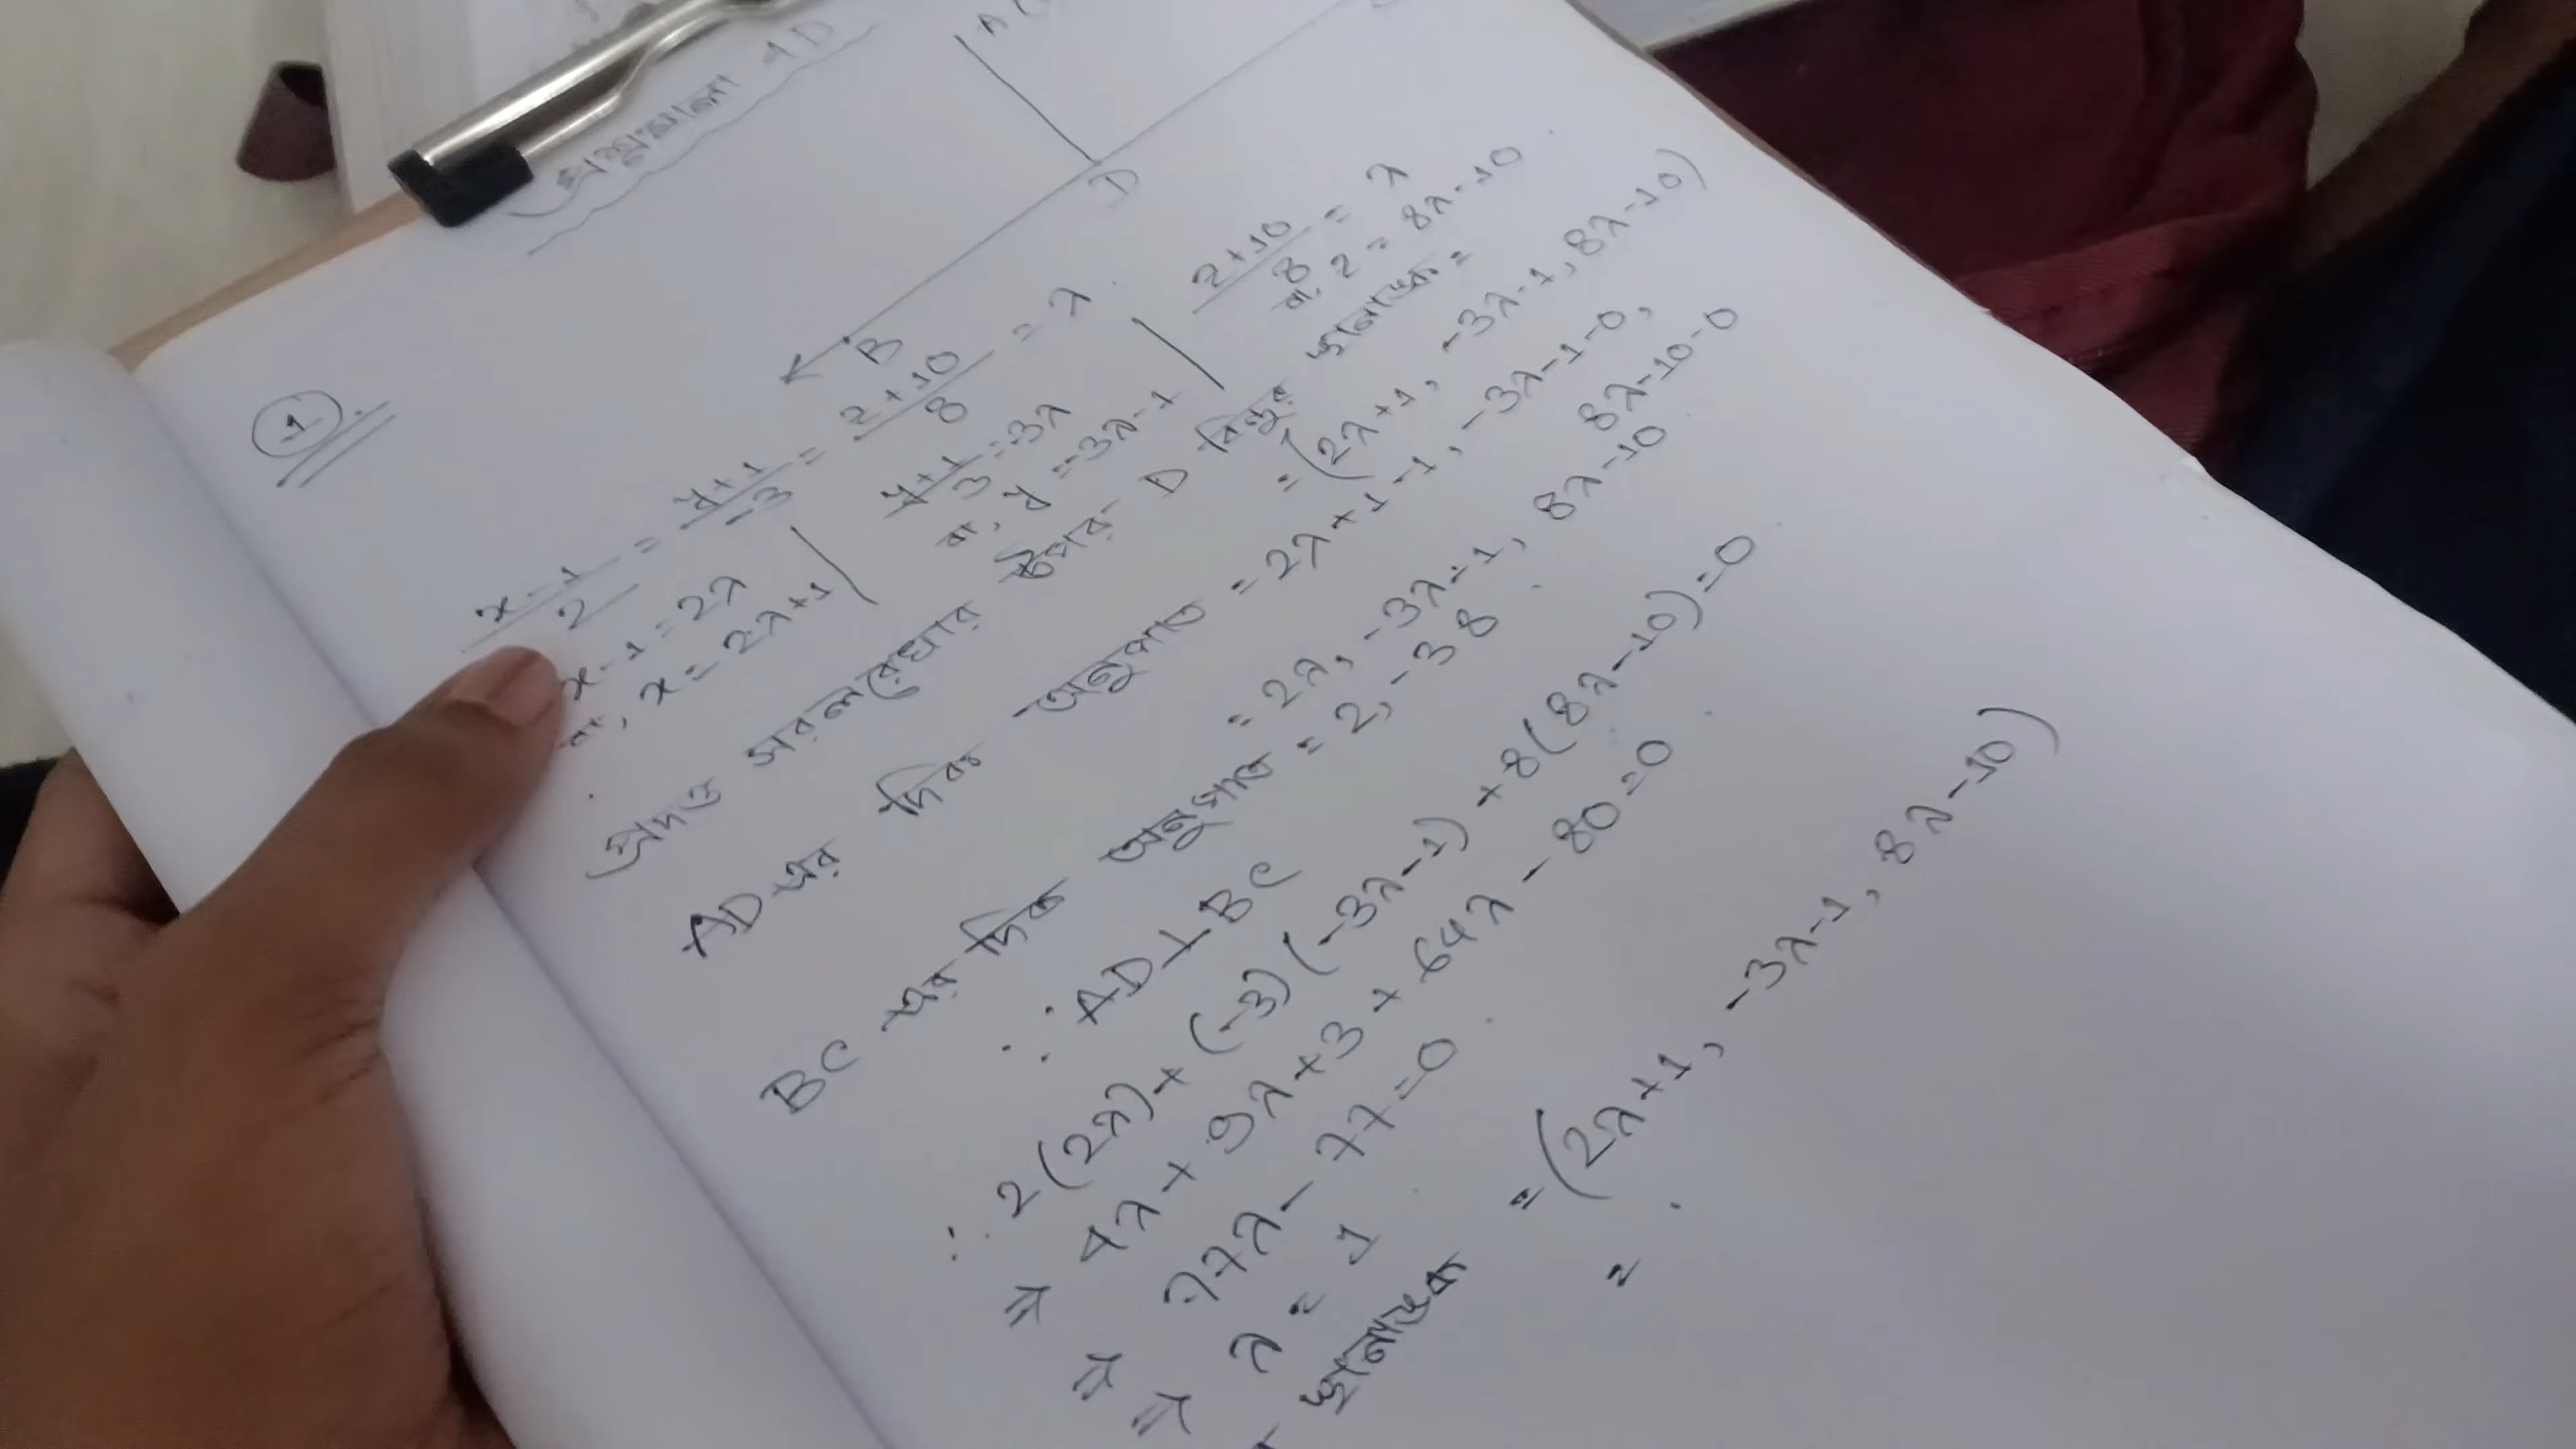 AD
A(
①
D
B
x-1/2 = y+1/-3 = z+10/8 = λ
x-1 = 2λ
বা, x = 2λ+1
y+1/3 = 3λ
বা, y = -3λ-1
z+10/8 = λ
বা, z = 8λ-10
প্রদত্ত সরলরেখার উপর D বিন্দুর স্থানাঙ্ক =
= (2λ+1, -3λ-1, 8λ-10)
AD এর দিক অনুপাত = 2λ+1-1, -3λ-1-0, 8λ-10-0
= 2λ, -3λ-1, 8λ-10
BC এর দিক অনুপাত = 2, -3 8
∴ AD⊥BC
∴ 2(2λ)+(-3)(-3λ-1)+8(8λ-10)=0
⇒ 4λ+9λ+3+64λ-80=0
⇒ 77λ-77=0
⇒ λ = 1
স্থানাঙ্ক = (2λ+1, -3λ-1, 8λ-10)
=